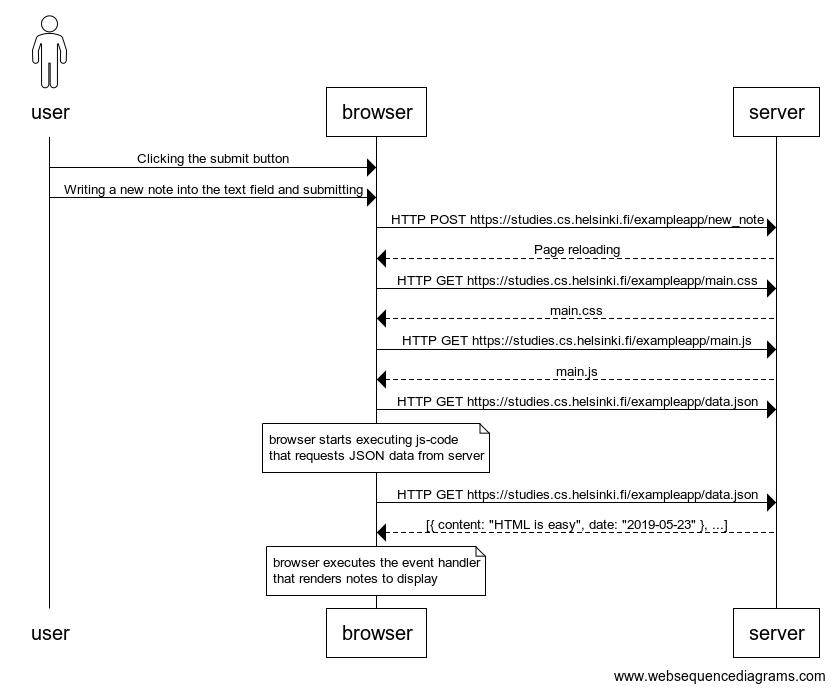 user
browser
server
Clicking the submit button
Writing a new note into the text field and submitting
HTTP POST https://studies.cs.helsinki.fi/exampleapp/new_note
Page reloading
HTTP GET https://studies.cs.helsinki.fi/exampleapp/main.css
main.css
HTTP GET https://studies.cs.helsinki.fi/exampleapp/main.js
main.js
HTTP GET https://studies.cs.helsinki.fi/exampleapp/data.json
browser starts executing js-code
that requests JSON data from server
HTTP GET https://studies.cs.helsinki.fi/exampleapp/data.json
[{ content: "HTML is easy", date: "2019-05-23" }, ...]
browser executes the event handler
that renders notes to display
user
browser
server
www.websequencediagrams.com